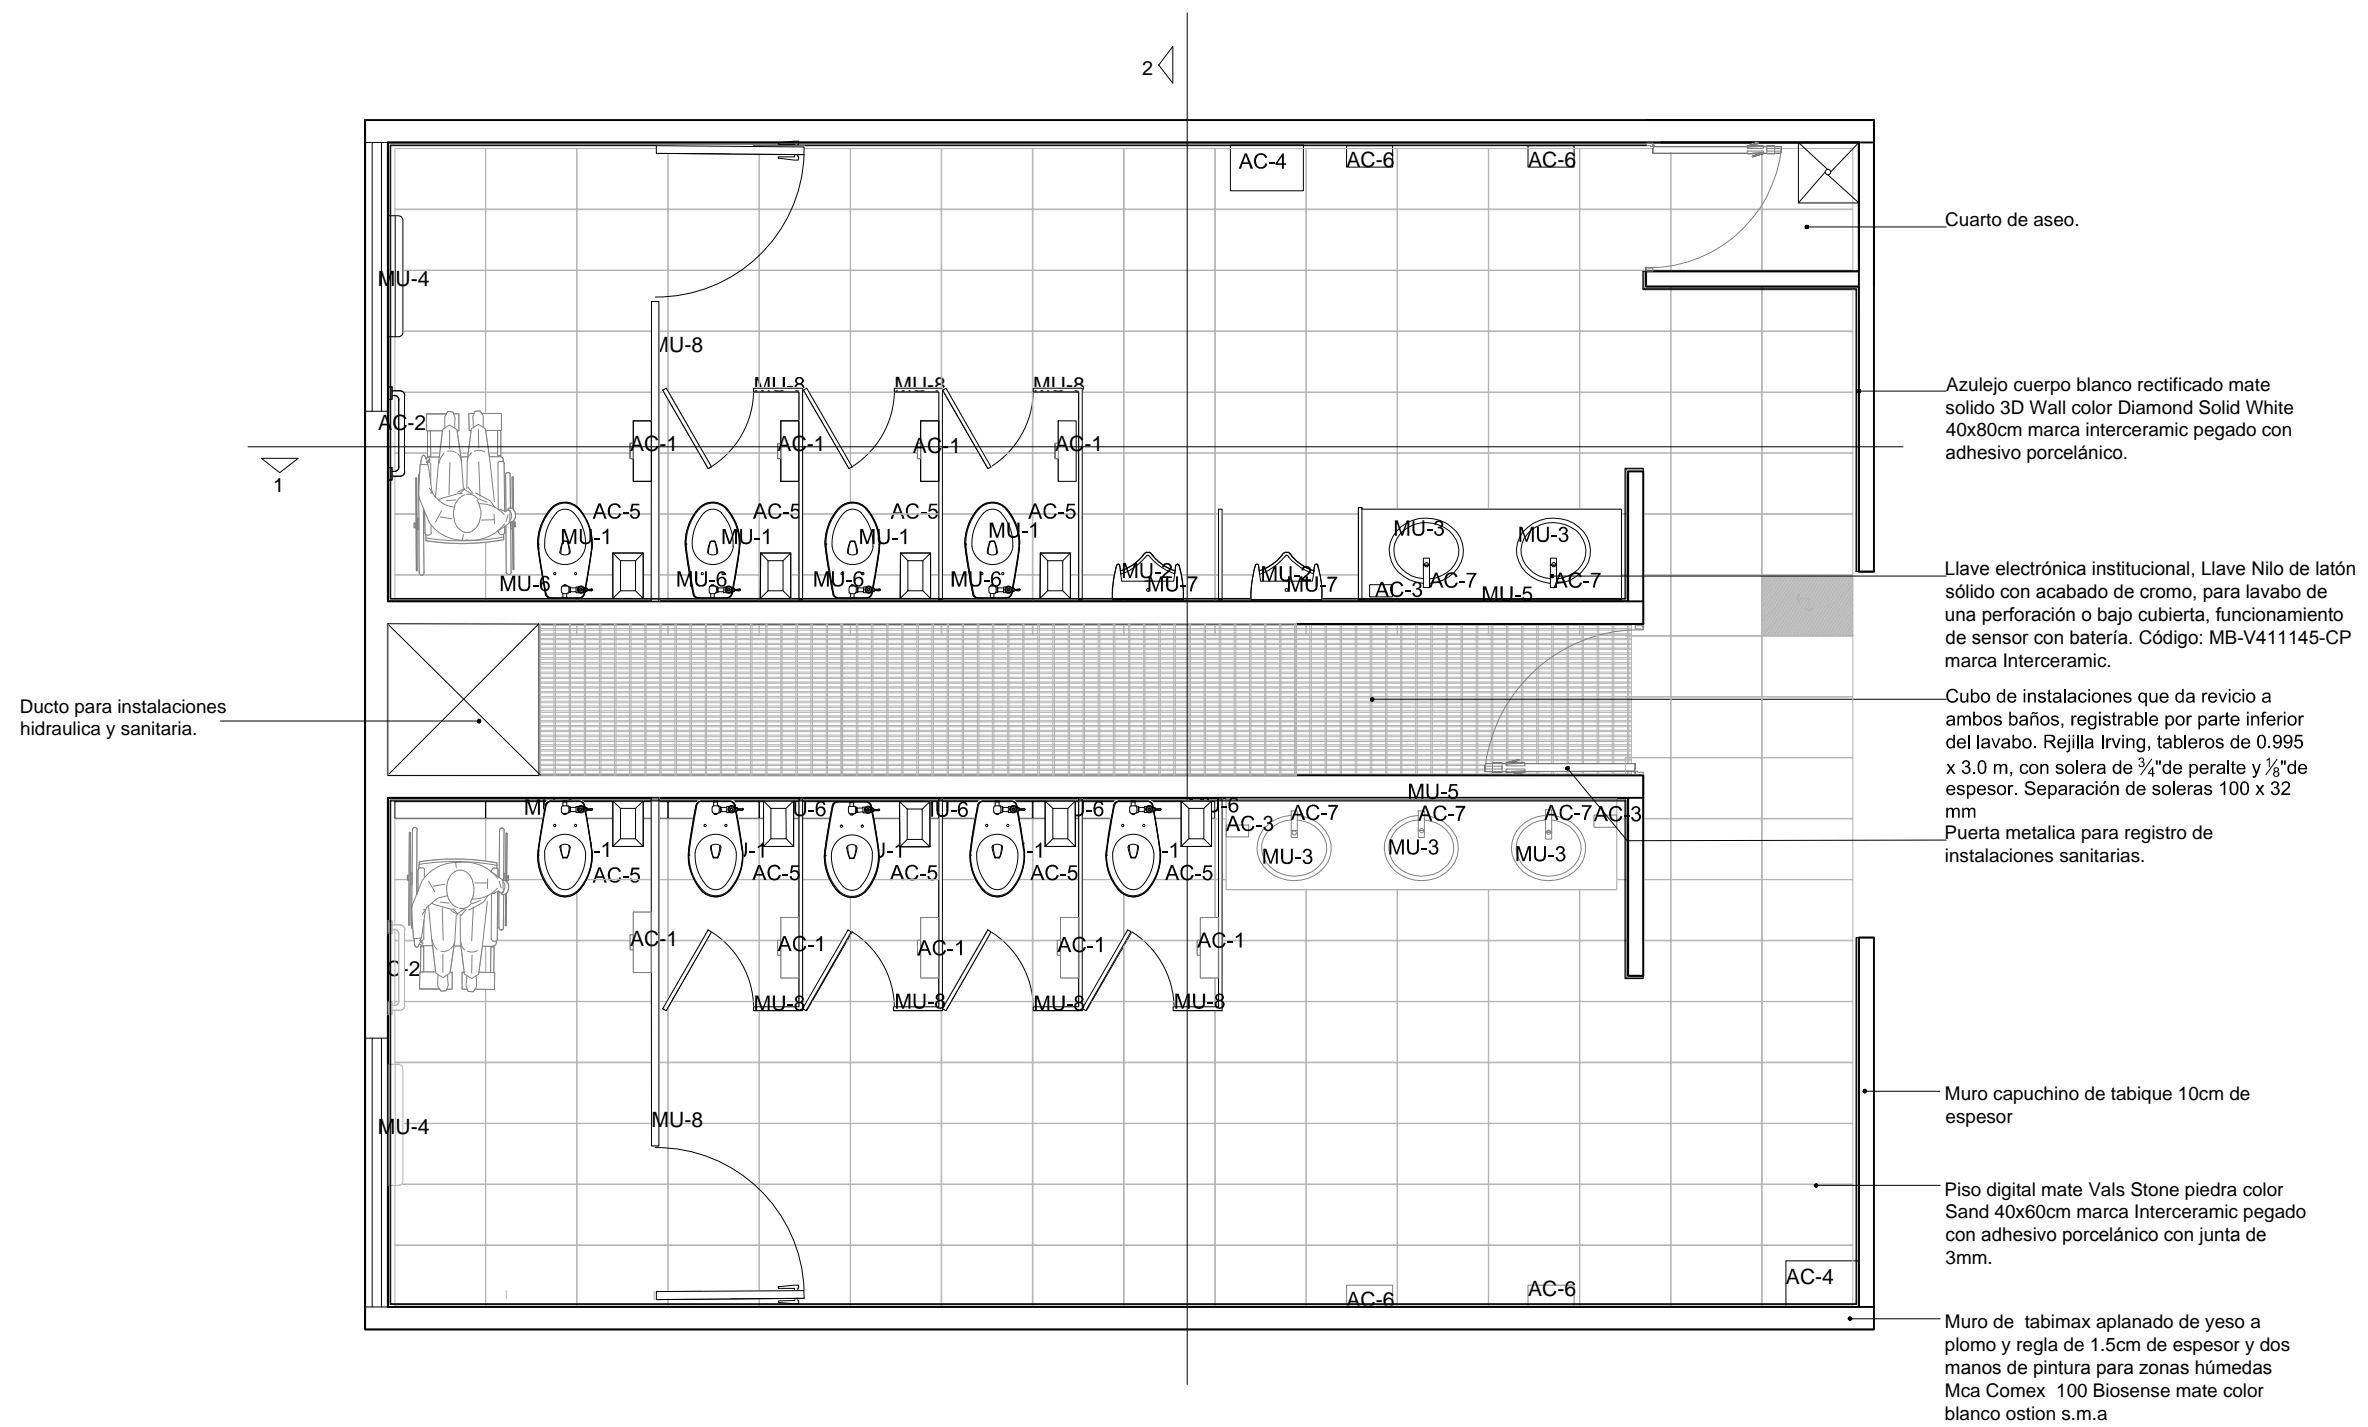 2
AC-4
AC-6
AC-6
Cuarto de aseo.
MU-4
MU-8
MU-8
MU-8
MU-8
AC-2
AC-1
AC-1
AC-1
AC-1
1
Azulejo cuerpo blanco rectificado mate
solido 3D Wall color Diamond Solid White
40x80cm marca interceramic pegado con
adhesivo porcelánico.
AC-5
AC-5
AC-5
AC-5
MU-1
MU-1
MU-1
MU-1
MU-3
MU-3
MU-6
MU-6
MU-6
MU-6
MU-2
MU-7
MU-2
MU-7
AC-3
AC-7
MU-5
AC-7
Llave electrónica institucional, Llave Nilo de latón
sólido con acabado de cromo, para lavabo de
una perforación o bajo cubierta, funcionamiento
de sensor con batería. Código: MB-V411145-CP
marca Interceramic.
Cubo de instalaciones que da revicio a
ambos baños, registrable por parte inferior
del lavabo. Rejilla Irving, tableros de 0.995
x 3.0 m, con solera de ¾"de peralte y ⅛"de
espesor. Separación de soleras 100 x 32
mm
Ducto para instalaciones
hidraulica y sanitaria.
Puerta metalica para registro de
instalaciones sanitarias.
MU-5
AC-3
AC-7
AC-7
AC-7
AC-3
MU-3
MU-3
MU-3
AC-5
AC-5
AC-5
AC-5
AC-5
AC-1
AC-1
AC-1
AC-1
AC-1
MU-8
MU-8
MU-8
MU-8
MU-4
MU-8
Muro capuchino de tabique 10cm de
espesor
Piso digital mate Vals Stone piedra color
Sand 40x60cm marca Interceramic pegado
con adhesivo porcelánico con junta de
3mm.
AC-6
AC-6
AC-4
Muro de  tabimax aplanado de yeso a
plomo y regla de 1.5cm de espesor y dos
manos de pintura para zonas húmedas
Mca Comex  100 Biosense mate color
blanco ostion s.m.a